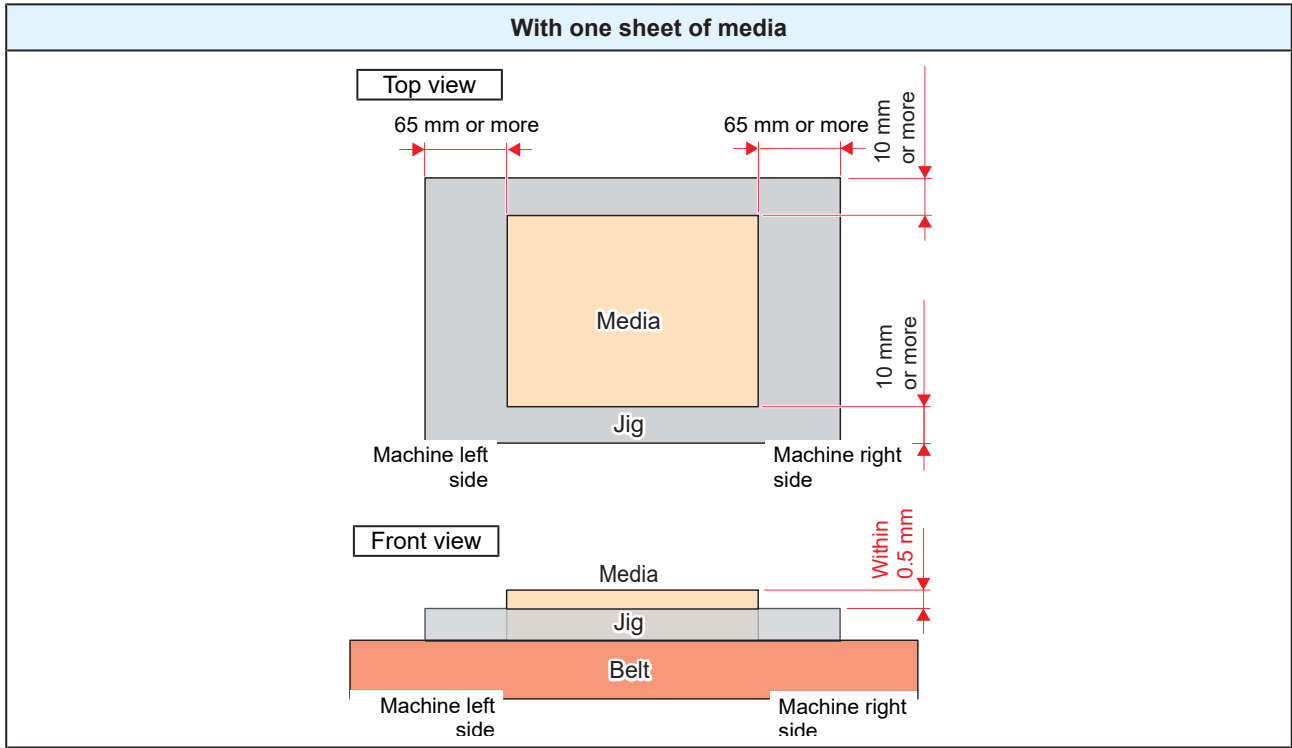 With one sheet of media
Top view
65 mm or more
65 mm or more
10 mm
or more
Media
10 mm
or more
Jig
Machine left
side
Machine right
side
Front view
Within
0.5 mm
Media
Jig
Belt
Machine left
side
Machine right
side